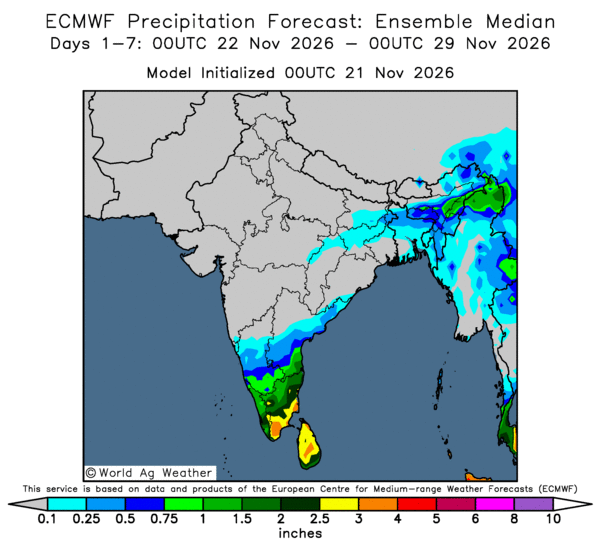 ECMWF Precipitation Forecast: Ensemble Median
Days 1–7: 00UTC 22 Nov 2026 – 00UTC 29 Nov 2026
Model Initialized 00UTC 21 Nov 2026
© World Ag Weather
This service is based on data and products of the European Centre for Medium-range Weather Forecasts (ECMWF)
0.1 0.25 0.5 0.75 1 1.5 2 2.5 3 4 5 6 8 10
inches